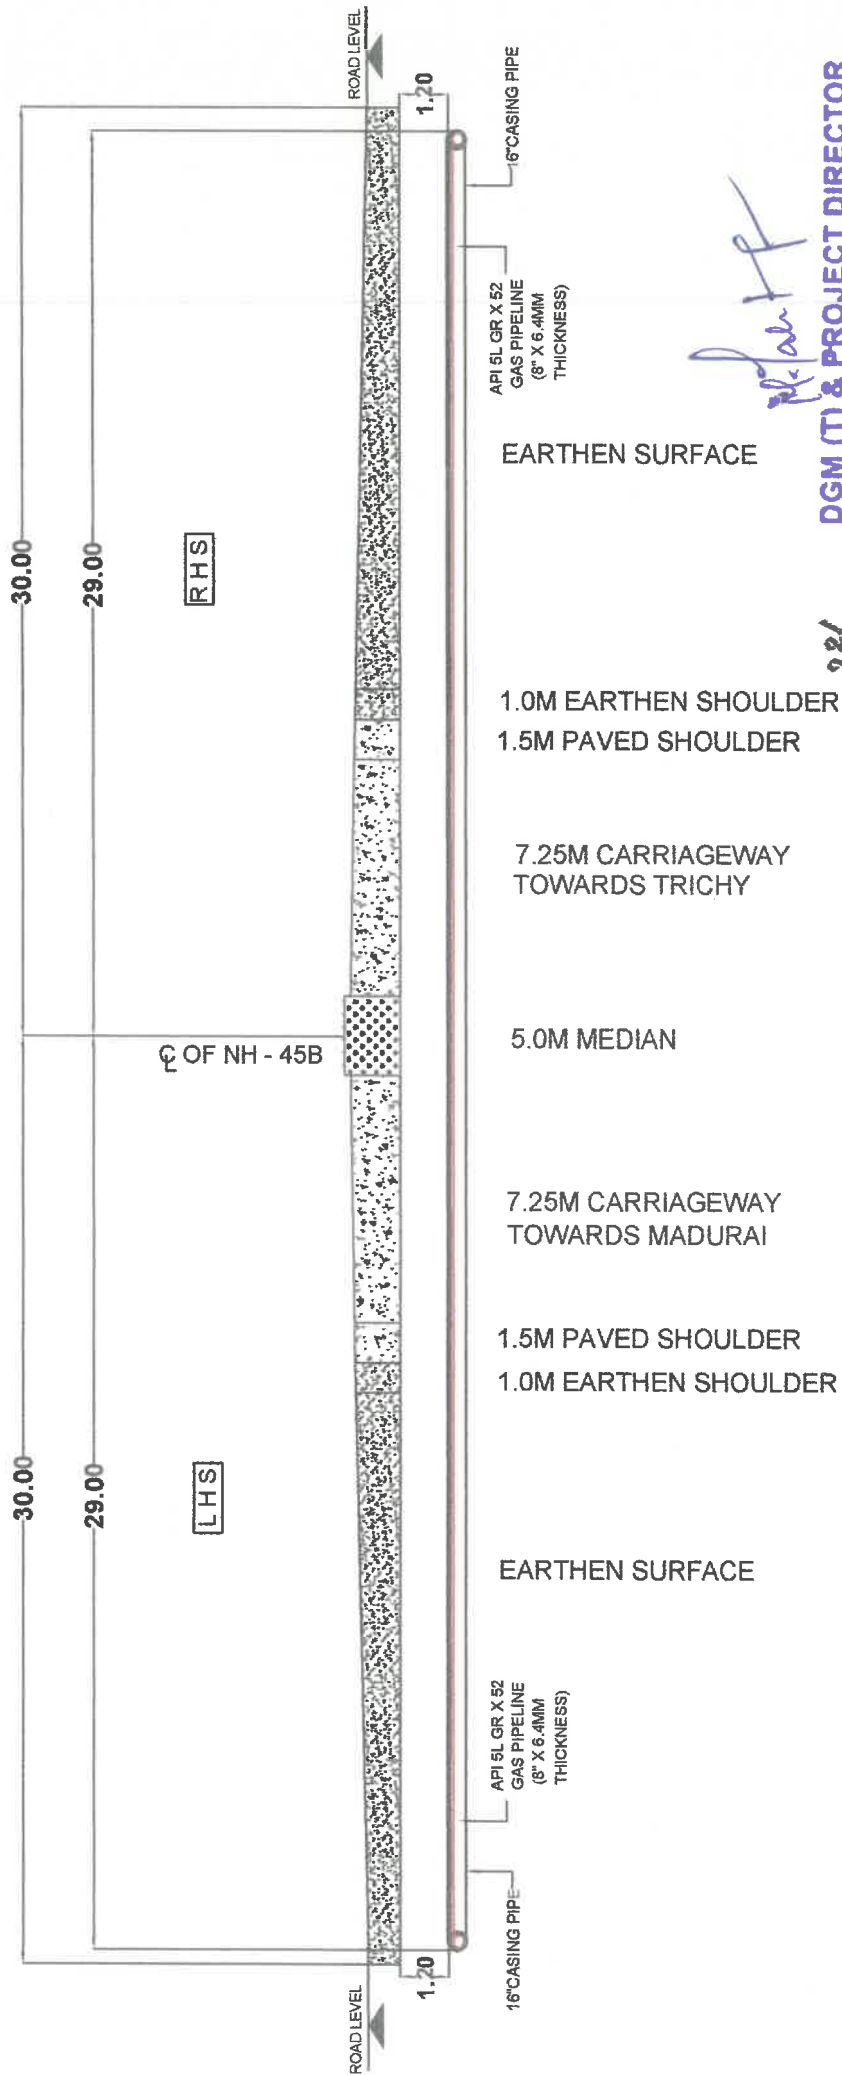 30.00
30.00
29.00
29.00
LHS
RHS
℄ OF NH - 45B
ROAD LEVEL
ROAD LEVEL
1.20
1.20
16"CASING PIPE
API 5L GR X 52
GAS PIPELINE
(8" X 6.4MM
THICKNESS)
EARTHEN SURFACE
1.0M EARTHEN SHOULDER
1.5M PAVED SHOULDER
7.25M CARRIAGEWAY
TOWARDS TRICHY
5.0M MEDIAN
7.25M CARRIAGEWAY
TOWARDS MADURAI
1.5M PAVED SHOULDER
1.0M EARTHEN SHOULDER
EARTHEN SURFACE
API 5L GR X 52
GAS PIPELINE
(8" X 6.4MM
THICKNESS)
16"CASING PIPE
DGM (T) & PROJECT DIRECTOR